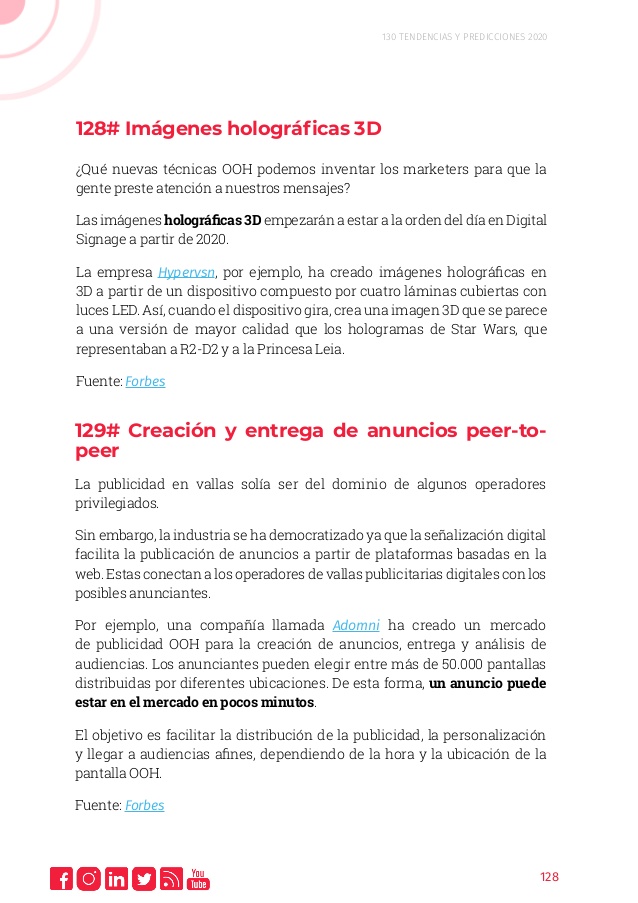 130 TENDENCIAS Y PREDICCIONES 2020
128# Imágenes holográficas 3D
¿Qué nuevas técnicas OOH podemos inventar los marketers para que la
gente preste atención a nuestros mensajes?
Las imágenes holográficas 3D empezarán a estar a la orden del día en Digital
Signage a partir de 2020.
La empresa Hypervsn, por ejemplo, ha creado imágenes holográficas en
3D a partir de un dispositivo compuesto por cuatro láminas cubiertas con
luces LED. Así, cuando el dispositivo gira, crea una imagen 3D que se parece
a una versión de mayor calidad que los hologramas de Star Wars, que
representaban a R2-D2 y a la Princesa Leia.
Fuente: Forbes
129# Creación y entrega de anuncios peer-to-
peer
La publicidad en vallas solía ser del dominio de algunos operadores
privilegiados.
Sin embargo, la industria se ha democratizado ya que la señalización digital
facilita la publicación de anuncios a partir de plataformas basadas en la
web. Estas conectan a los operadores de vallas publicitarias digitales con los
posibles anunciantes.
Por ejemplo, una compañía llamada Adomni ha creado un mercado
de publicidad OOH para la creación de anuncios, entrega y análisis de
audiencias. Los anunciantes pueden elegir entre más de 50.000 pantallas
distribuidas por diferentes ubicaciones. De esta forma, un anuncio puede
estar en el mercado en pocos minutos.
El objetivo es facilitar la distribución de la publicidad, la personalización
y llegar a audiencias afines, dependiendo de la hora y la ubicación de la
pantalla OOH.
Fuente: Forbes
You
Tube
128